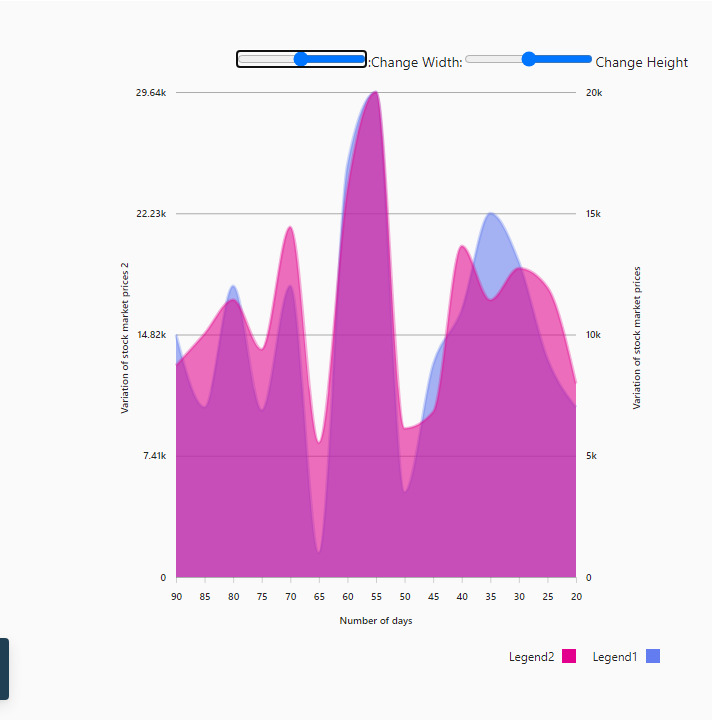 :Change Width: Change Height
29.64k
22.23k
14.82k
7.41k
0
Variation of stock market prices 2
20k
15k
10k
5k
0
Variation of stock market prices
90 85 80 75 70 65 60 55 50 45 40 35 30 25 20
Number of days
Legend2 Legend1